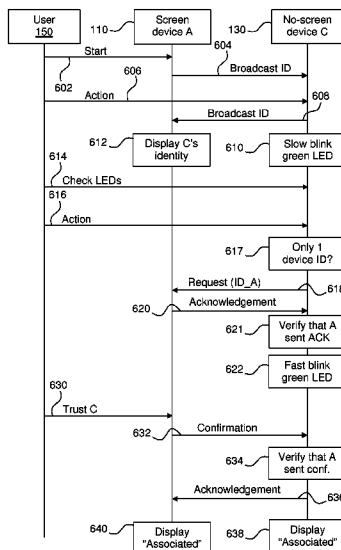 User
150
110
Screen
device A
130
No-screen
device C
Start
602
604
Broadcast ID
606
Action
608
Broadcast ID
612
Display C's
identity
610
Slow blink
green LED
614
Check LEDs
616
Action
617
Only 1
device ID?
Request (ID_A)
618
620
Acknowledgement
621
Verify that A
sent ACK
622
Fast blink
green LED
630
Trust C
632
Confirmation
634
Verify that A
sent conf.
Acknowledgement
636
640
Display
"Associated"
638
Display
"Associated"